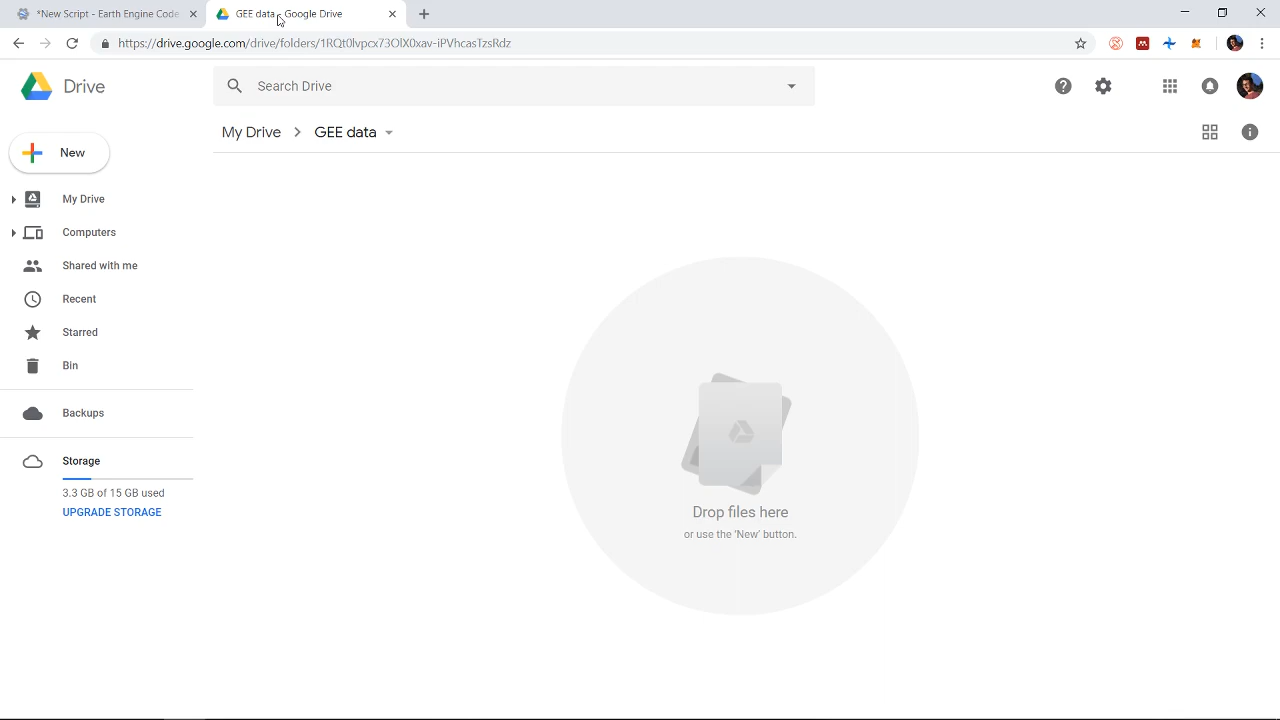 *New Script - Earth Engine Code
GEE data - Google Drive
https://drive.google.com/drive/folders/1RQt0lvpcx73OlX0xav-iPVhcasTzsRdz
Drive
Search Drive
My Drive
GEE data
New
My Drive
Computers
Shared with me
Recent
Starred
Bin
Backups
Storage
3.3 GB of 15 GB used
UPGRADE STORAGE
Drop files here
or use the 'New' button.